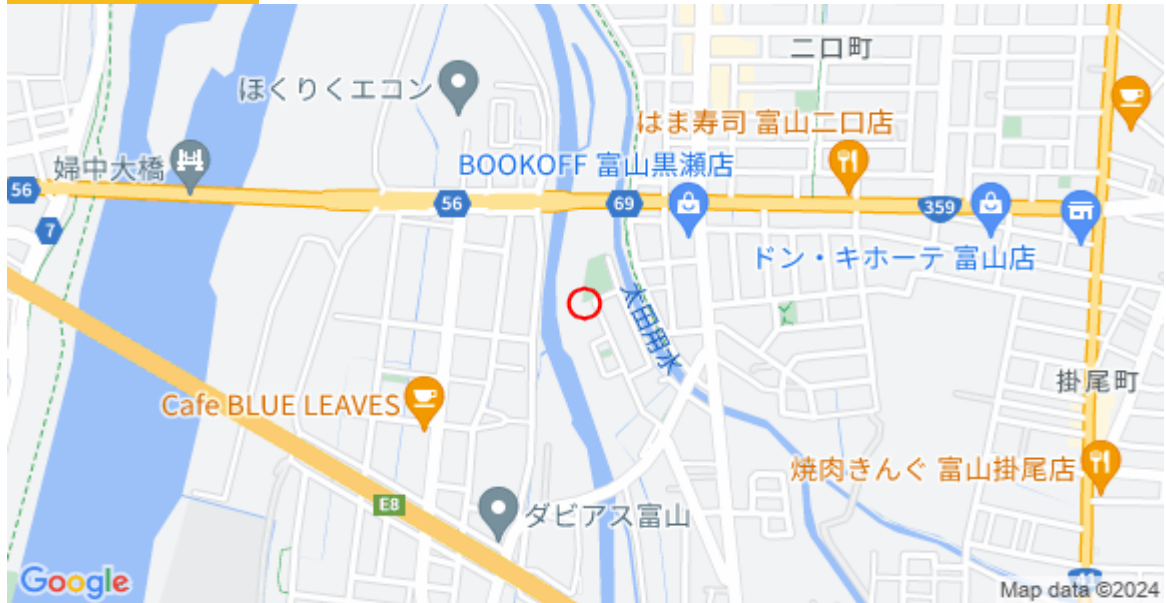 二口町
ほくりくエコン
はま寿司 富山二口店
BOOKOFF 富山黒瀬店
婦中大橋
56
56
69
359
7
ドン・キホーテ 富山店
太田用水
掛尾町
Cafe BLUE LEAVES
焼肉きんぐ 富山掛尾店
E8
ダビアス富山
Google
Map data ©2024